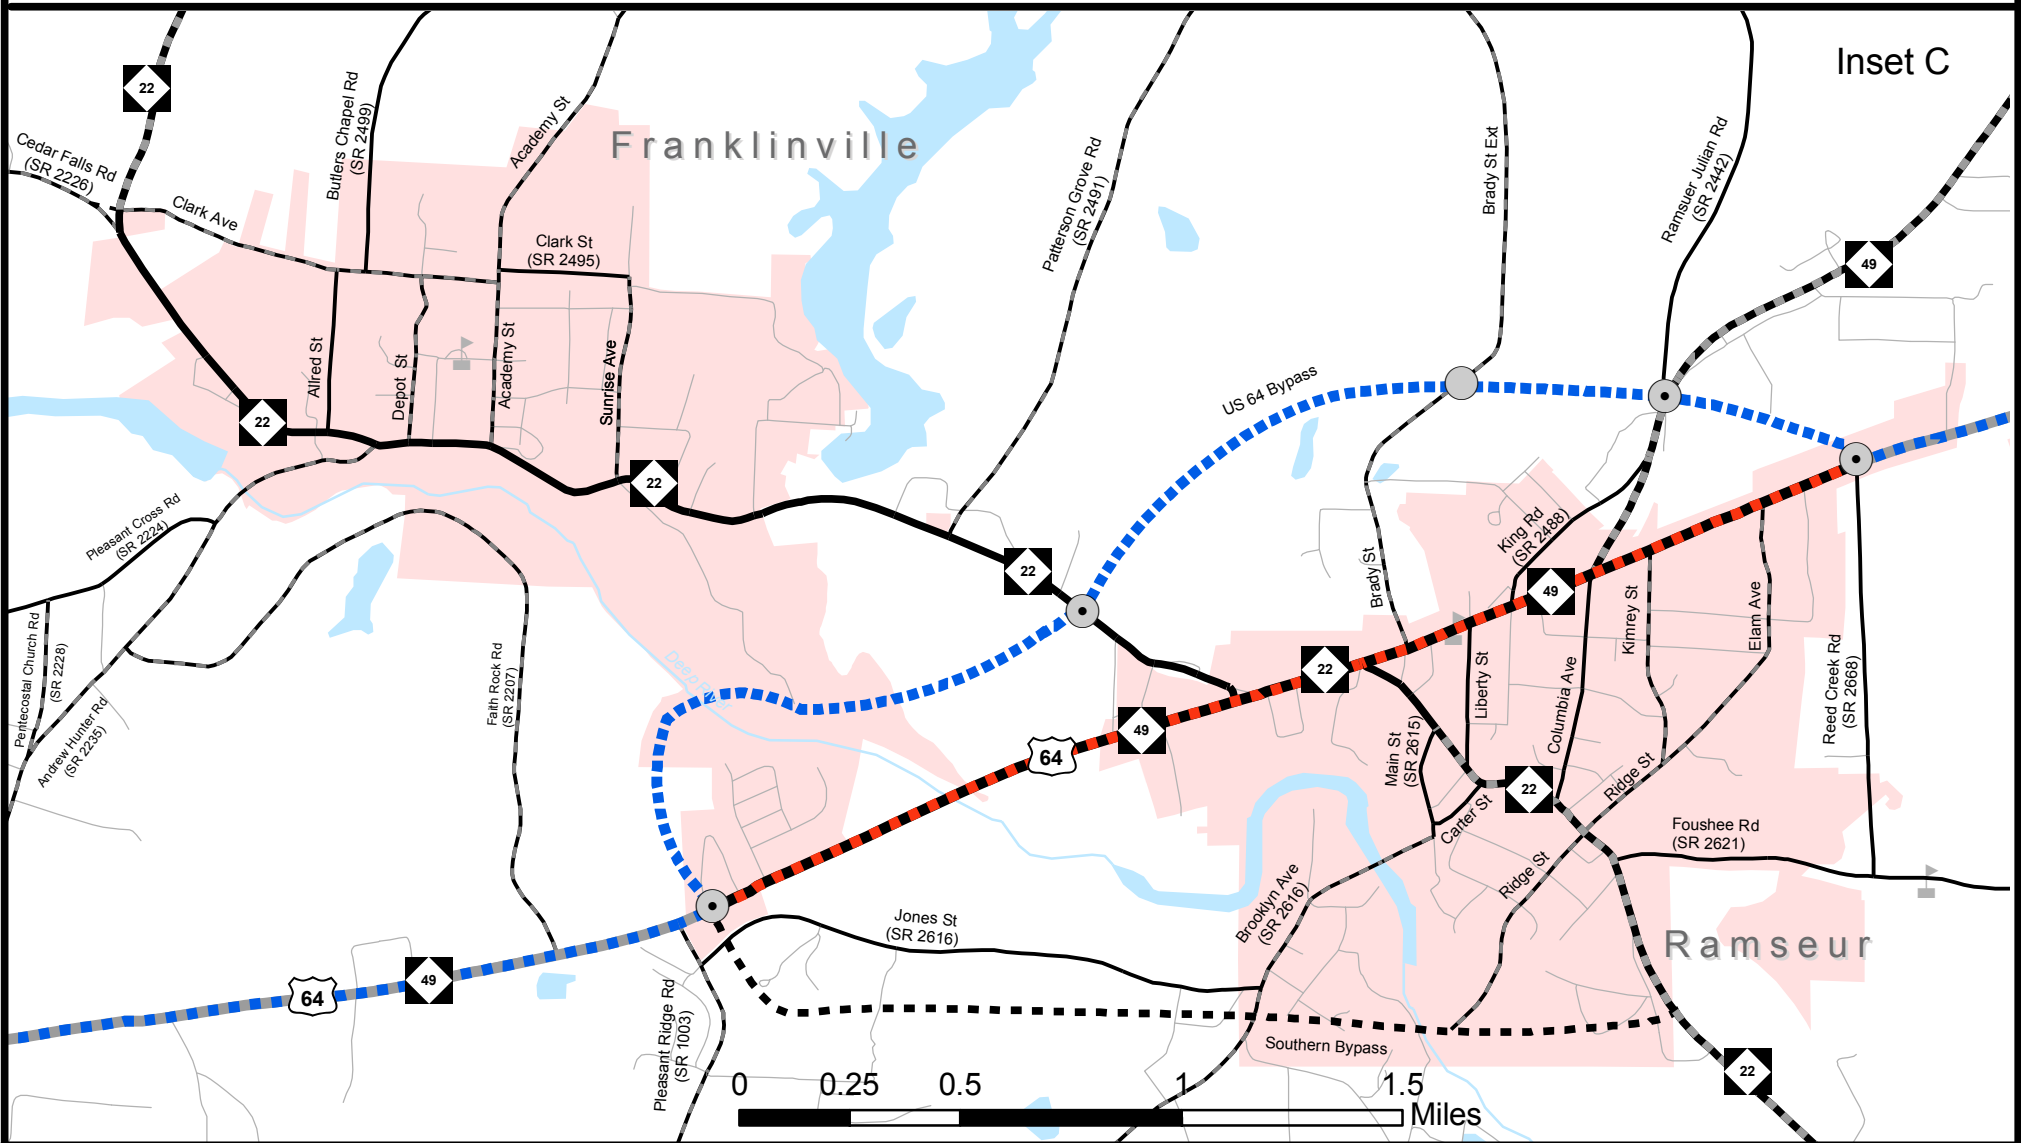 Inset C
22
Cedar Falls Rd
(SR 2226)
Butlers Chapel Rd
(SR 2499)
Academy St
Franklinville
Clark Ave
Clark St
(SR 2495)
Patterson Grove Rd
(SR 2491)
Brady St Ext
Ramsuer Julian Rd
(SR 2442)
49
Allred St
Depot St
Academy St
Sunrise Ave
22
22
US 64 Bypass
Pleasant Cross Rd
(SR 2224)
22
Brady St
King Rd
(SR 2488)
49
Kimrey St
Elam Ave
Pentecostal Church Rd
(SR 2228)
Andrew Hunter Rd
(SR 2235)
Faith Rock Rd
(SR 2207)
Deep River
22
49
64
Main St
(SR 2615)
Liberty St
Columbia Ave
Reed Creek Rd
(SR 2668)
22
Carter St
Ridge St
Ridge St
Foushee Rd
(SR 2621)
Brooklyn Ave
(SR 2616)
Jones St
(SR 2616)
Ramseur
49
64
Pleasant Ridge Rd
(SR 1003)
Southern Bypass
22
0 0.25 0.5 1 1.5
Miles